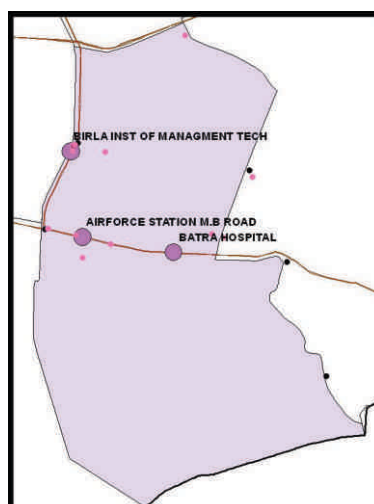 BIRLA INST OF MANAGMENT TECH
AIRFORCE STATION M.B ROAD
BATRA HOSPITAL